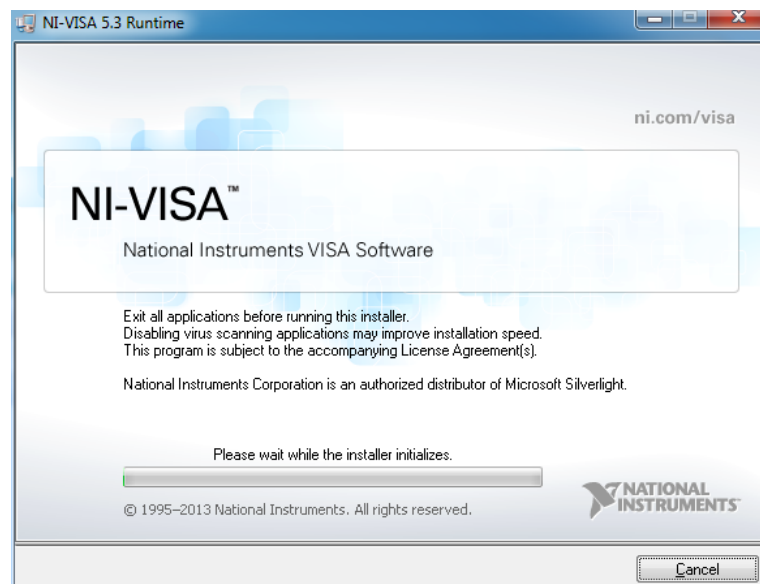 NI-VISA 5.3 Runtime
ni.com/visa
NI-VISA™
National Instruments VISA Software
Exit all applications before running this installer.
Disabling virus scanning applications may improve installation speed.
This program is subject to the accompanying License Agreement(s).
National Instruments Corporation is an authorized distributor of Microsoft Silverlight.
Please wait while the installer initializes.
© 1995–2013 National Instruments. All rights reserved.
NATIONAL
INSTRUMENTS™
Cancel